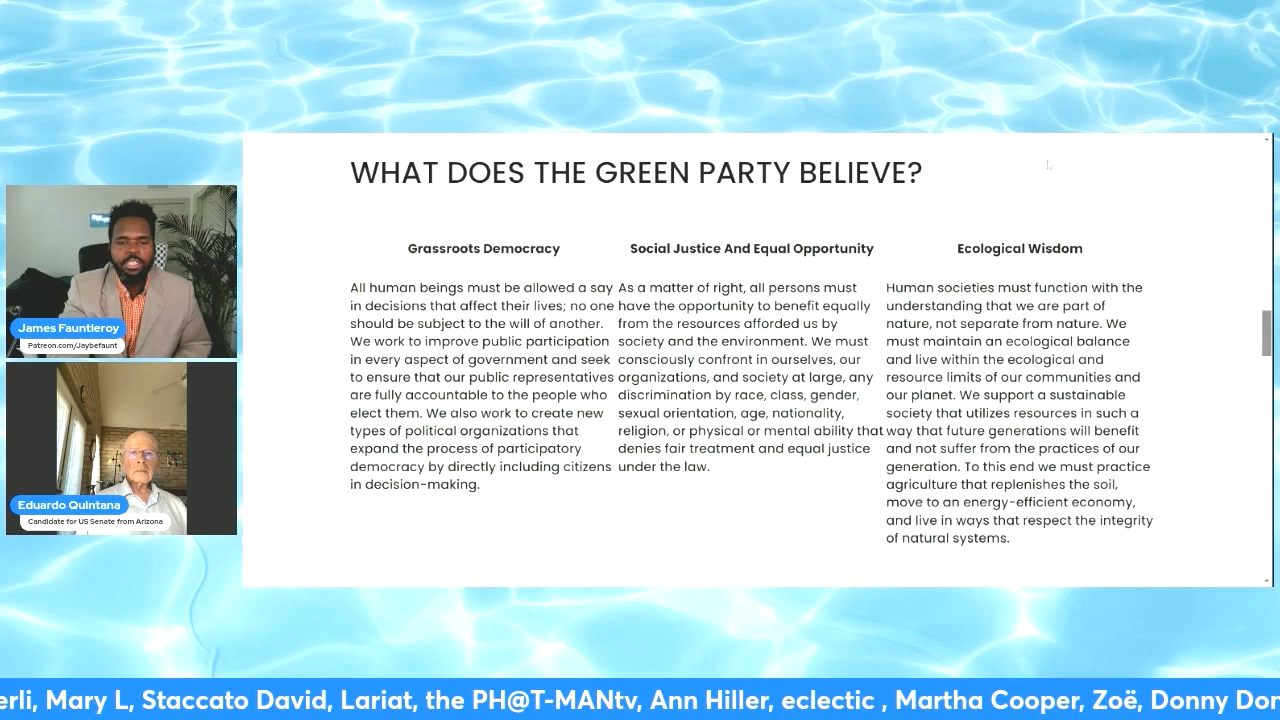 WHAT DOES THE GREEN PARTY BELIEVE?
Grassroots Democracy
All human beings must be allowed a say
in decisions that affect their lives; no one
should be subject to the will of another.
We work to improve public participation
in every aspect of government and seek
to ensure that our public representatives
are fully accountable to the people who
elect them. We also work to create new
types of political organizations that
expand the process of participatory
democracy by directly including citizens
in decision-making.
Social Justice And Equal Opportunity
As a matter of right, all persons must
have the opportunity to benefit equally
from the resources afforded us by
society and the environment. We must
consciously confront in ourselves, our
organizations, and society at large, any
discrimination by race, class, gender,
sexual orientation, age, nationality,
religion, or physical or mental ability that
denies fair treatment and equal justice
under the law.
Ecological Wisdom
Human societies must function with the
understanding that we are part of
nature, not separate from nature. We
must maintain an ecological balance
and live within the ecological and
resource limits of our communities and
our planet. We support a sustainable
society that utilizes resources in such a
way that future generations will benefit
and not suffer from the practices of our
generation. To this end we must practice
agriculture that replenishes the soil,
move to an energy-efficient economy,
and live in ways that respect the integrity
of natural systems.
James Fauntleroy
Patreon.com/Jaybefaunt
Eduardo Quintana
Candidate for US Senate from Arizona
erli, Mary L, Staccato David, Lariat, the PH@T-MANtv, Ann Hiller, eclectic , Martha Cooper, Zoë, Donny Don